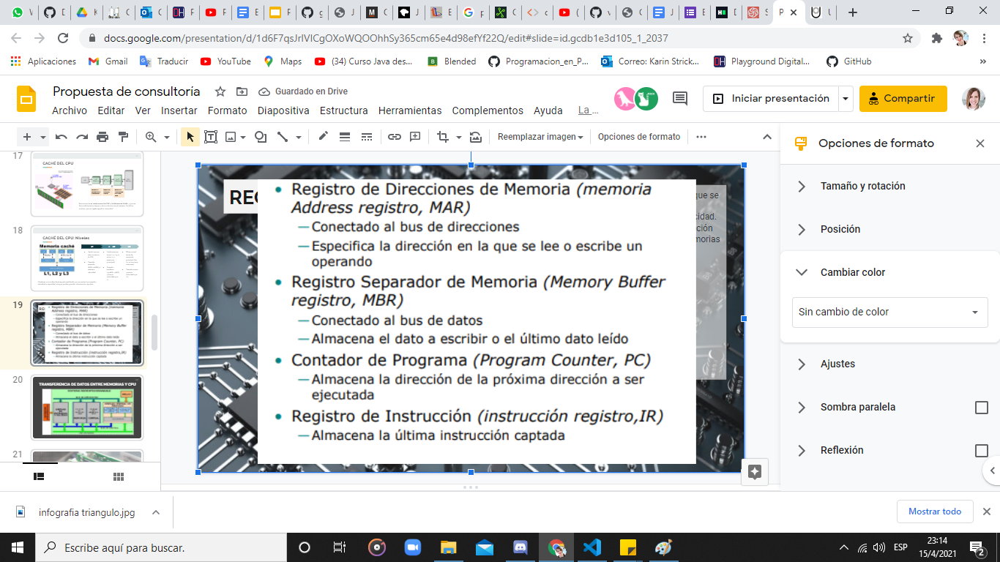 docs.google.com/presentation/d/1d6F7qsJrIVICgOXoWQOOhhSy365cm65e4d98efYf22Q/edit#slide=id.gcdb1e3d105_1_2037
Aplicaciones Gmail Traducir YouTube Maps (34) Curso Java des... Blended Programacion_en_P... Correo: Karin Strick... Playground Digital... GitHub »
Propuesta de consultoría Guardado en Drive
Archivo Editar Ver Insertar Formato Diapositiva Estructura Herramientas Complementos Ayuda La ...
Iniciar presentación Compartir
Reemplazar imagen Opciones de formato
17
CACHÉ DEL CPU
18
CACHÉ DEL CPU: Niveles
Memoria caché
L1, L2 y L3
19
20
TRANSFERENCIA DE DATOS ENTRE MEMORIAS Y CPU
21
REG
que se
cidad.
ción
morias
• Registro de Direcciones de Memoria (memoria
Address registro, MAR)
—Conectado al bus de direcciones
—Especifica la dirección en la que se lee o escribe un
operando
• Registro Separador de Memoria (Memory Buffer
registro, MBR)
—Conectado al bus de datos
—Almacena el dato a escribir o el último dato leído
• Contador de Programa (Program Counter, PC)
—Almacena la dirección de la próxima dirección a ser
ejecutada
• Registro de Instrucción (instrucción registro,IR)
—Almacena la última instrucción captada
Opciones de formato
Tamaño y rotación
Posición
Cambiar color
Sin cambio de color
Ajustes
Sombra paralela
Reflexión
infografia triangulo.jpg
Mostrar todo
Escribe aquí para buscar.
ESP
23:14
15/4/2021
2